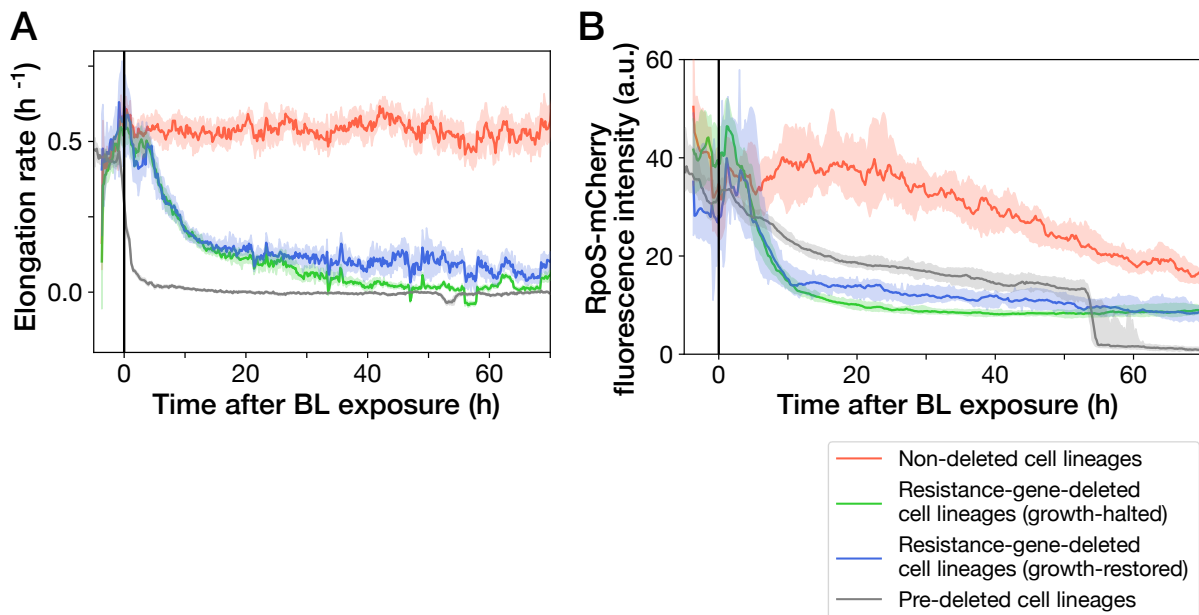 A
Elongation rate (h -1)
0.5
0.0
0
20
40
60
Time after BL exposure (h)
B
RpoS-mCherry
fluorescence intensity (a.u.)
60
40
20
0
0
20
40
60
Time after BL exposure (h)
Non-deleted cell lineages
Resistance-gene-deleted
cell lineages (growth-halted)
Resistance-gene-deleted
cell lineages (growth-restored)
Pre-deleted cell lineages